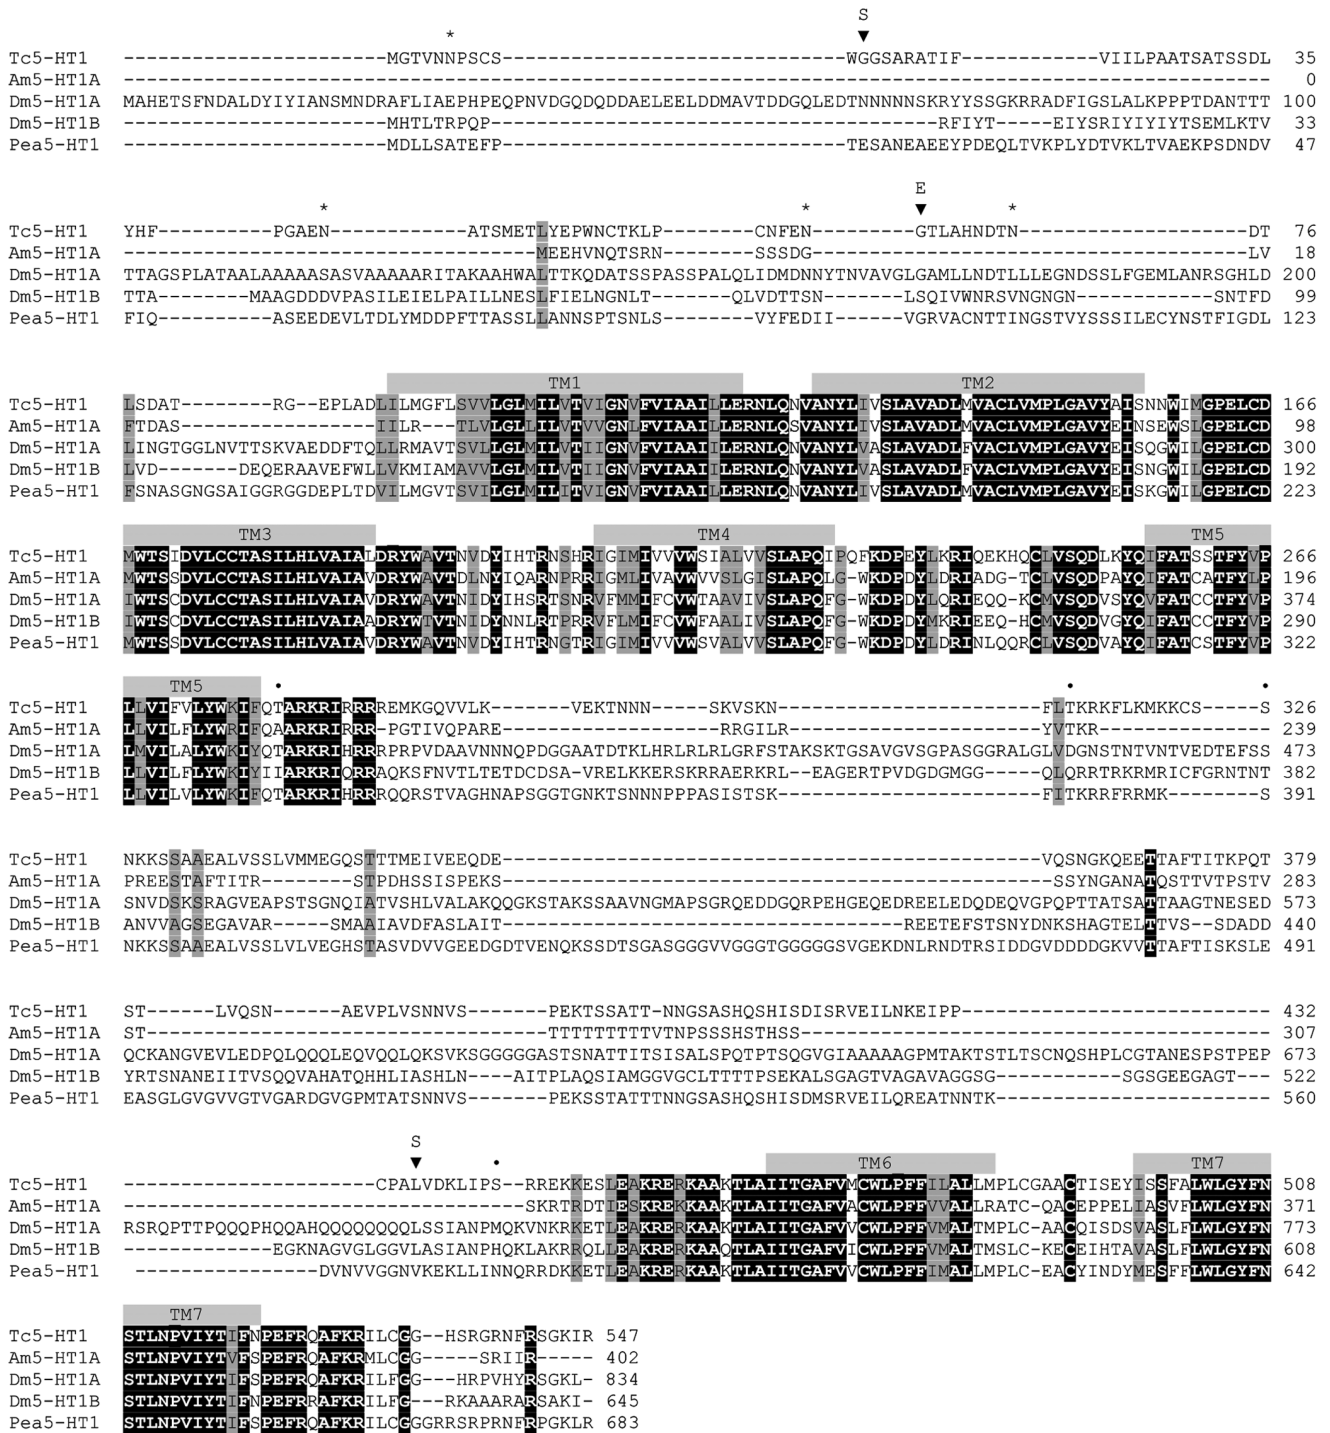 S
*
Tc5-HT1 -----------------------MGTVNNPSCS------------------------------WGGSARATIF------------VIILPAATSATSSDL 35
Am5-HT1A ---------------------------------------------------------------------------------------------------- 0
Dm5-HT1A MAHETSFNDALDYIYIYIANSMNDRAFLIAEPHPEQPNVDGQDQDDAELEELDDMAVTDDGQLEDTNNNNNSKRYYSSGKRRADFIGSLALKPPPTDANTTT 100
Dm5-HT1B -----------------------MHTLTRPQP---------------------------------------RFIYT-----EIYSRIYIYIYTSEMLKTV 33
Pea5-HT1 -----------------------MDLLSATEFP------------------------------TESANEAEEYPDEQLTVKPLYDTVKLTVAEKPSDNDV 47
E
* * *
Tc5-HT1 YHF----------PGAEN------------ATSMETLYEPWNCTKLP--------CNFEN---------GTLAHNDTN--------------------DT 76
Am5-HT1A ------------------------------------MEEHVNQTSRN--------SSSDG--------------------------------------LV 18
Dm5-HT1A TTAGSPLATAALAAAAASASVAAAAARITAKAAHWALTTKQDATSSPASSPALQLIDMDNNYTNVAVGLGAMLLNDTLLLEGNDSSLFGEMLANRSGHLD 200
Dm5-HT1B TTA--------MAAGDDDVPASILEIELPAILLNESLFIELNGNLT-------QLVDTTSN-------LSQIVWNRSVNGNGN------------SNTFD 99
Pea5-HT1 FIQ----------ASEEDEVLTDLYMDDPFTTASSLLANNSPTSNLS--------VYFEDII------VGRVACNTTINGSTVYSSSILECYNSTFIGDL 123
TM1 TM2
Tc5-HT1 LSDAT--------RG--EPLADLILMGFLSVVLGLMILVTVIGNVFVIAAILLERNLQNVANYLIVSLAVADLMVACLVMPLGAVYAISNNWIMGPELCD 166
Am5-HT1A FTDAS-----------------IILR---TLVLGLLILVTVVGNLFVIAAILLERNLQSVANYLIVSLAVADLMVACLVMPLGAVYEINSEWSLGPELCD 98
Dm5-HT1A LINGTGGLNVTTSKVAEDDFTQLLRMAVTSVLLGLMILVTIIGNVFVIAAIILERNLQNVANYLVASLAVADLFVACLVMPLGAVYEISQGWILGPELCD 300
Dm5-HT1B LVD-------DEQERAAVEFWLLVKMIAMAVVLGLMILVTIIGNVFVIAAIILERNLQNVANYLVASLAVADLFVACLVMPLGAVYEISNGWILGPELCD 192
Pea5-HT1 FSNASGNGSAIGGRGGDEPLTDVILMGVTSVILGLMILITVIGNVFVIAAILLERNLQNVANYLIVSLAVADLMVACLVMPLGAVYEISKGWILGPELCD 223
TM3 TM4 TM5
Tc5-HT1 MWTSIDVLCCTASILHLVAIALDRYWAVTNVDYIHTRNSHRIGIMIVVVWSIALVVSLAPQIPQFKDPEYLKRIQEKHQCLVSQDLKYQIFATSSTFYVP 266
Am5-HT1A MWTSSDVLCCTASILHLVAIAVDRYWAVTDLNYIQARNPRRIGMLIVAVWVVSLGISLAPQLG-WKDPDYLDRIADG-TCLVSQDPAYQIFATCATFYLP 196
Dm5-HT1A IWTSCDVLCCTASILHLVAIAVDRYWAVTNIDYIHSRTSNRVFMMIFCVWTAAVIVSLAPQFG-WKDPDYLQRIEQQ-KCMVSQDVSYQVFATCCTFYVP 374
Dm5-HT1B IWTSCDVLCCTASILHLVAIAADRYWTVTNIDYNNLRTPRRVFLMIFCVWFAALIVSLAPQFG-WKDPDYMKRIEEQ-HCMVSQDVGYQIFATCCTFYVP 290
Pea5-HT1 MWTSSDVLCCTASILHLVAIAVDRYWAVTNVDYIHTRNGTRIGIMIVVVWSVALVVSLAPQFG-WKDPDYLDRINLQQRCLVSQDVAYQIFATCSTFYVP 322
TM5 • • •
Tc5-HT1 LLVIFVLYWKIFQTARKRIRRRREMKGQVVLK-------VEKTNNN-----SKVSKN------------------------FLTKRKFLKMKKCS----S 326
Am5-HT1A LLVILFLYWRIFQAARKRIRRR-PGTIVQPARE-------------------RRGILR-----------------------YVTKR-------------- 239
Dm5-HT1A LMVILALYWKIYQTARKRIHRRRPRPVDAAVNNNQPDGGAATDTKLHRLRLRLGRFSTAKSKTGSAVGVSGPASGGRALGLVDGNSTNTVNTVEDTEFSS 473
Dm5-HT1B LLVILFLYWKIYIIARKRIQRRAQKSFNVTLTETDCDSA-VRELKKERSKRRAERKRL--EAGERTPVDGDGMGG---QLQRRTRKRMRICFGRNTNT 382
Pea5-HT1 LLVILVLYWKIFQTARKRIHRRRQQRSTVAGHNAPSGGTGNKTSNNNPPPASISTSK------------------------FITKRRFRRMK-------S 391
Tc5-HT1 NKKSSAAEALVSSLVMMEGQSTTTMEIVEEQDE-----------------------------------------------VQSNGKQEETTAFTITKPQT 379
Am5-HT1A PREESTAFTITR--------STPDHSSISPEKS------------------------------------------------SSYNGANATQSTTVTPSTV 283
Dm5-HT1A SNVDSKSRAGVEAPSTSGNQIATVSHLVALAKQQGKSTAKSSAAVNGMAPSGRQEDDGQRPEHGEQEDREELEDQDEQVGPQPTTATSATTAAGTNESED 573
Dm5-HT1B ANVVAGSEGAVAR------SMAAIAVDFASLAIT----------------------------------REETEFSTSNYDNKSHAGTELTTVS--SDADD 440
Pea5-HT1 NKKSSAAEALVSSLVLVEGHSTASVDVVGEEDGDTVENQKSSDTSGASGGGVVGGGTGGGGGSVGEKDNLRNDTRSIDDGVDDDDGKVVTTAFTISKSLE 491
Tc5-HT1 ST------LVQSN------AEVPLVSNNVS-------PEKTSSATT-NNGSASHQSHISDISRVEILNKEIPP--------------------------- 432
Am5-HT1A ST-----------------------------------TTTTTTTTTVTNPSSSHSTHSS----------------------------------------- 307
Dm5-HT1A QCKANGVEVLEDPQLQQQLEQVQQLQKSVKSGGGGGASTSNATTITSISALSPQTPTSQGVGIAAAAAGPMTAKTSTLTSCNQSHPLCGTANESPSTPEP 673
Dm5-HT1B YRTSNANEIITVSQQVAHATQHHLIASHLN----AITPLAQSIAMGGVGCLTTTTPSEKALSGAGTVAGAVAGGSG-----------SGSGEEGAGT--- 522
Pea5-HT1 EASGLGVGVVGTVGARDGVGPMTATSNNVS-------PEKSSTATTTNNGSASHQSHISDMSRVEILQREATNNTK------------------------ 560
S
•
TM6 TM7
Tc5-HT1 ----------------------CPALVDKLIPS-RREKKESLEAKRERKAAKTLAIITGAFVMCWLPFFILALLMPLCGAACTISEYISSFALWLGYFN 508
Am5-HT1A -----------------------------------SKRTRDTIESKREKKAAKTLAIITGAFVACWLPFFVVALLRATC-QACEPPELIASVFLWLGYFN 371
Dm5-HT1A RSRQPTTPQQQPHQQAHQQQQQQQQLSSIANPMQKVNKRKETLEAKRERKAAKTLAIITGAFVVCWLPFFVMALTMPLC-AACQISDSVASLFLWLGYFN 773
Dm5-HT1B -------------EGKNAGVGLGGVLASIANPHQKLAKRRQLLEAKRERKAAQTLAIITGAFVICWLPFFVMALTMSLC-KECEIHTAVASLFLWLGYFN 608
Pea5-HT1 ----------------DVNVVGGNVKEKLLINNQRRDKKETLEAKRERKAAKTLAIITGAFVVCWLPFFIMALLMPLC-EACYINDYMESFFLWLGYFN 642
TM7
Tc5-HT1 STLNPVIYTIFNPEFRQAFKRILCGG--HSRGRNFRSGKIR 547
Am5-HT1A STLNPVIYTVFSPEFRQAFKRMLCGG-----SRIIR----- 402
Dm5-HT1A STLNPVIYTIFSPEFRQAFKRILFGG--HRPVHYRSGKL- 834
Dm5-HT1B STLNPVIYTIFNPEFRRAFKRILFG---RKAAARARSAKI- 645
Pea5-HT1 STLNPVIYTIFSPEFRQAFKRILCGGGRRSRPRNFRPGKLR 683